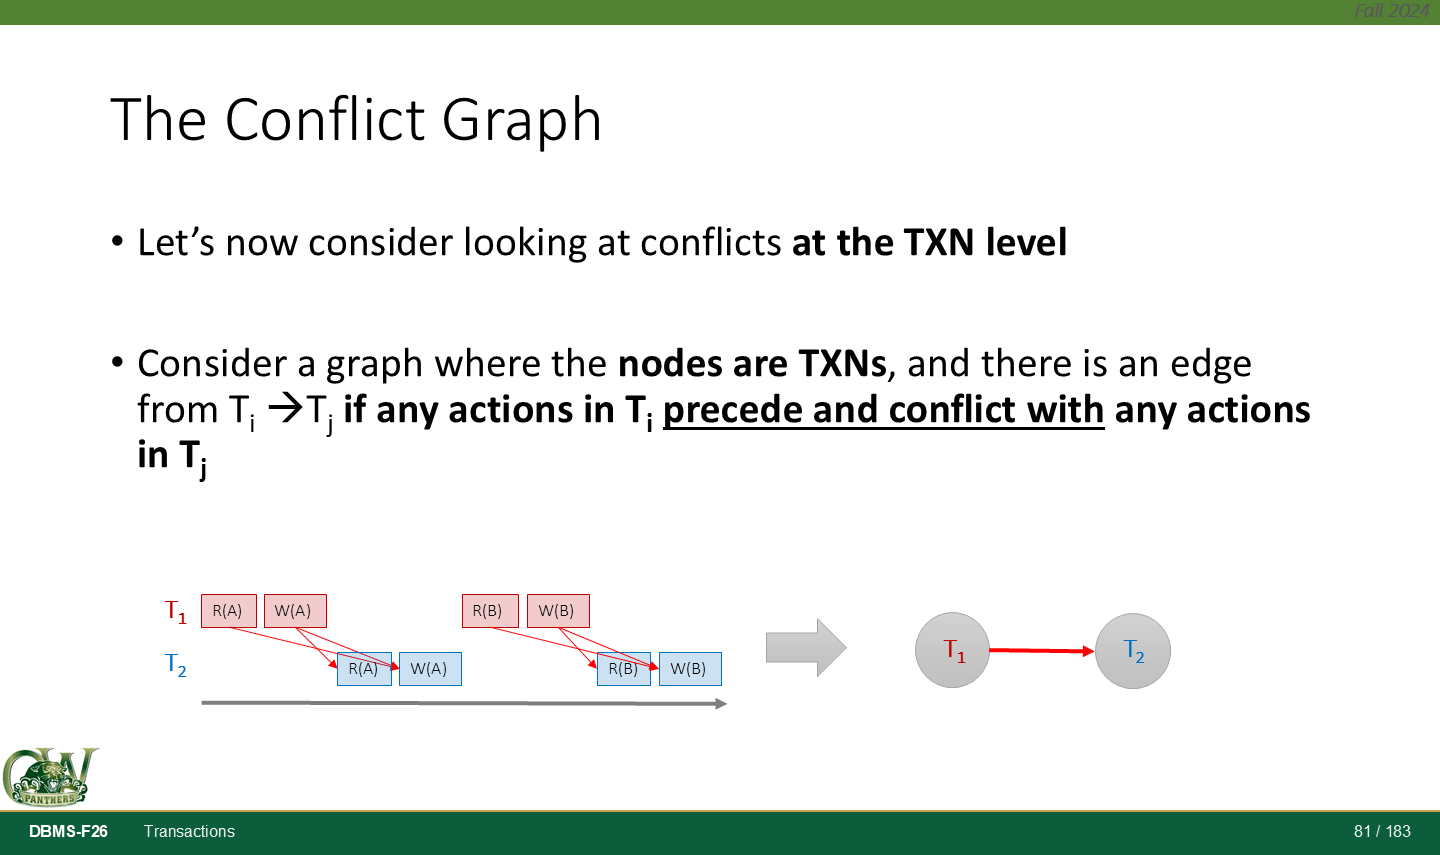 Fall 2024
The Conflict Graph
• Let’s now consider looking at conflicts at the TXN level
• Consider a graph where the nodes are TXNs, and there is an edge
from Ti →Tj if any actions in Ti precede and conflict with any actions
in Tj
T1 R(A) W(A) R(B) W(B)
T2 R(A) W(A) R(B) W(B)
T1 T2
PANTHERS
DBMS-F26 Transactions 81 / 183